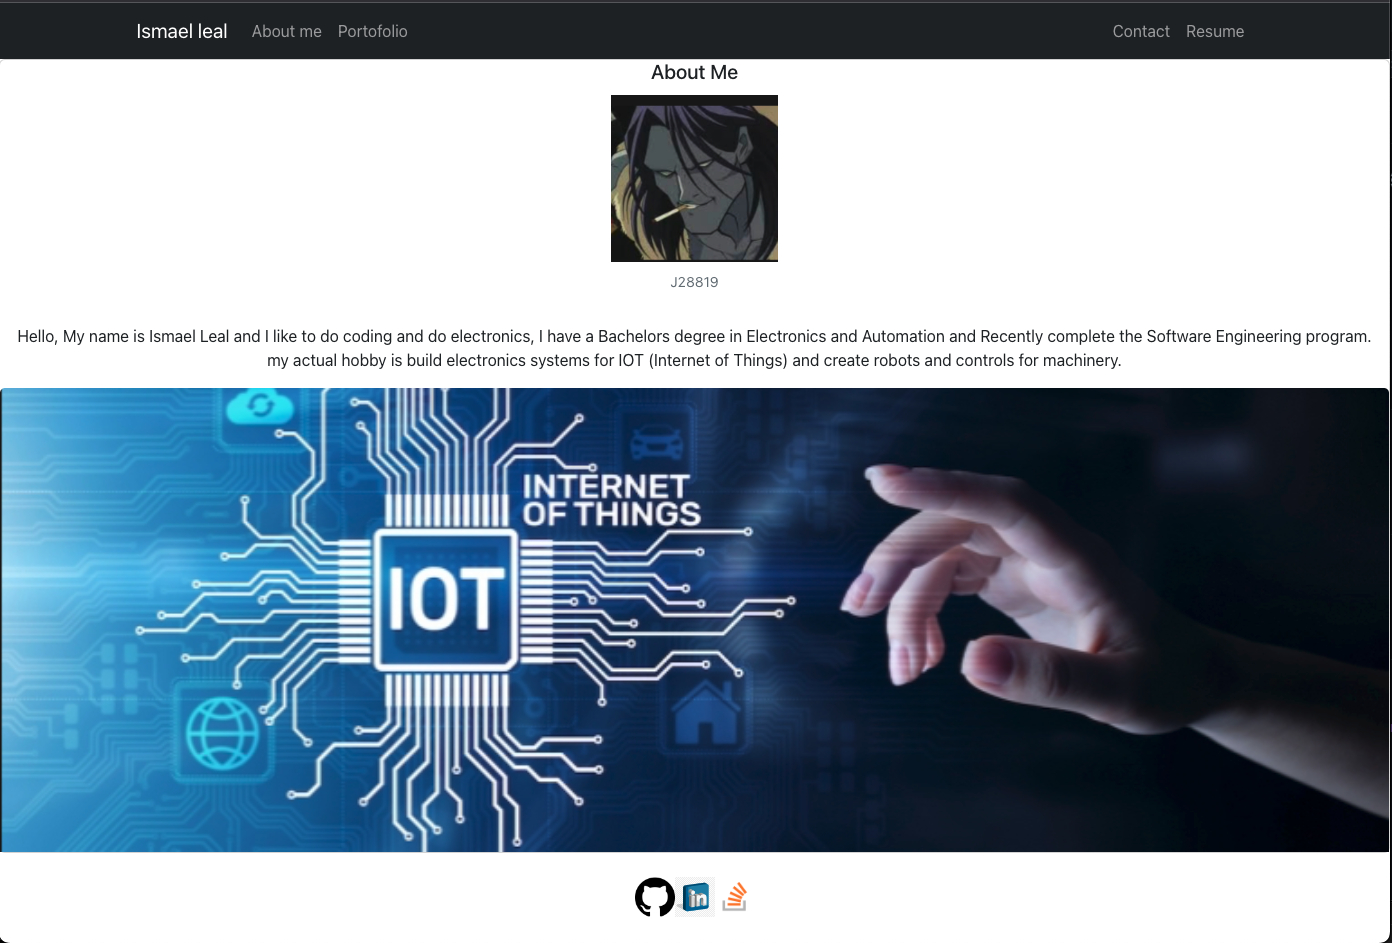 Ismael leal About me Portofolio Contact Resume
About Me
J28819
Hello, My name is Ismael Leal and I like to do coding and do electronics, I have a Bachelors degree in Electronics and Automation and Recently complete the Software Engineering program.
my actual hobby is build electronics systems for IOT (Internet of Things) and create robots and controls for machinery.
INTERNET
OF THINGS
IOT
in